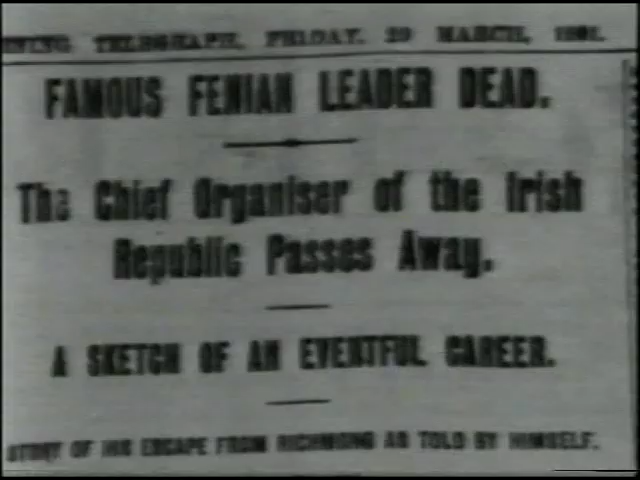 ENING TELEGRAPH, FRIDAY, 29 MARCH, 1901.
FAMOUS FENIAN LEADER DEAD.
The Chief Organiser of the Irish
Republic Passes Away.
A SKETCH OF AN EVENTFUL CAREER.
STORY OF HIS ESCAPE FROM RICHMOND AS TOLD BY HIMSELF.